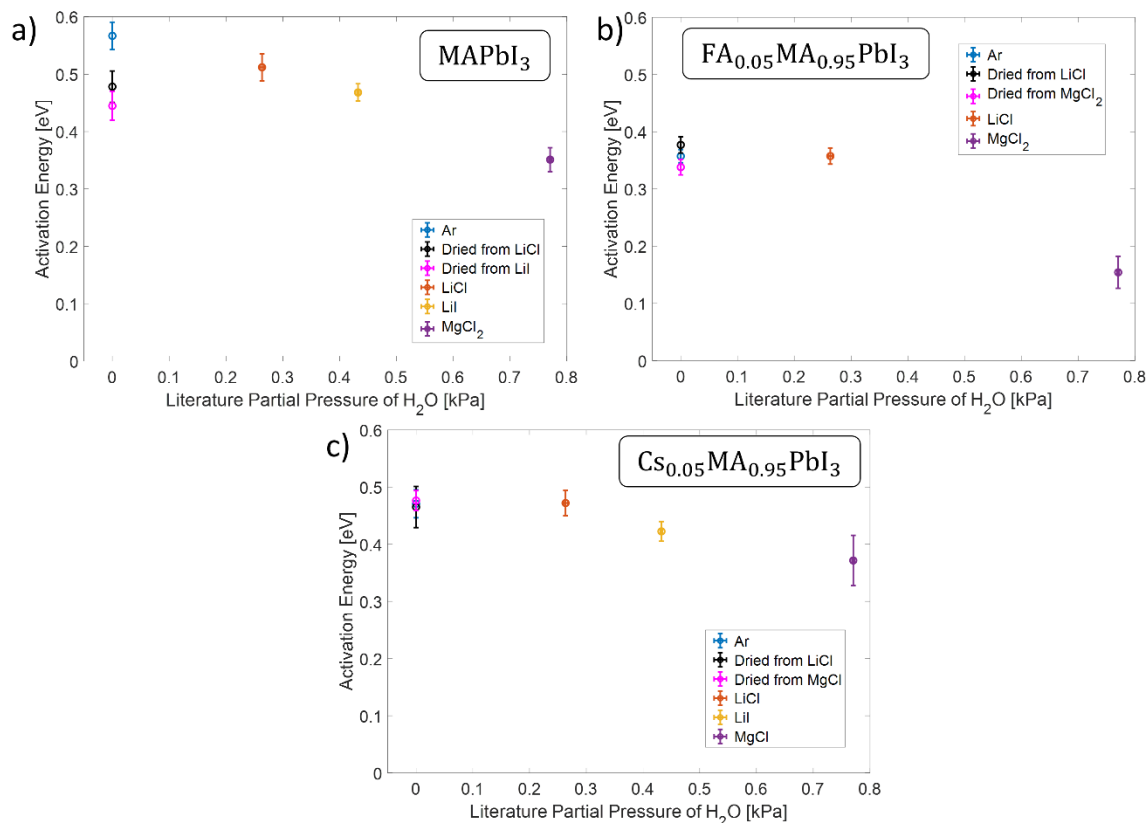 a)
MAPbI₃
0.6
0.5
0.4
0.3
0.2
0.1
0
Activation Energy [eV]
Ar
Dried from LiCl
Dried from LiI
LiCl
LiI
MgCl₂
0 0.1 0.2 0.3 0.4 0.5 0.6 0.7 0.8
Literature Partial Pressure of H₂O [kPa]
b)
FA₀.₀₅MA₀.₉₅PbI₃
0.6
0.5
0.4
0.3
0.2
0.1
0
Activation Energy [eV]
Ar
Dried from LiCl
Dried from MgCl₂
LiCl
MgCl₂
0 0.1 0.2 0.3 0.4 0.5 0.6 0.7 0.8
Literature Partial Pressure of H₂O [kPa]
c)
Cs₀.₀₅MA₀.₉₅PbI₃
0.6
0.5
0.4
0.3
0.2
0.1
0
Activation Energy [eV]
Ar
Dried from LiCl
Dried from MgCl
LiCl
LiI
MgCl
0 0.1 0.2 0.3 0.4 0.5 0.6 0.7 0.8
Literature Partial Pressure of H₂O [kPa]